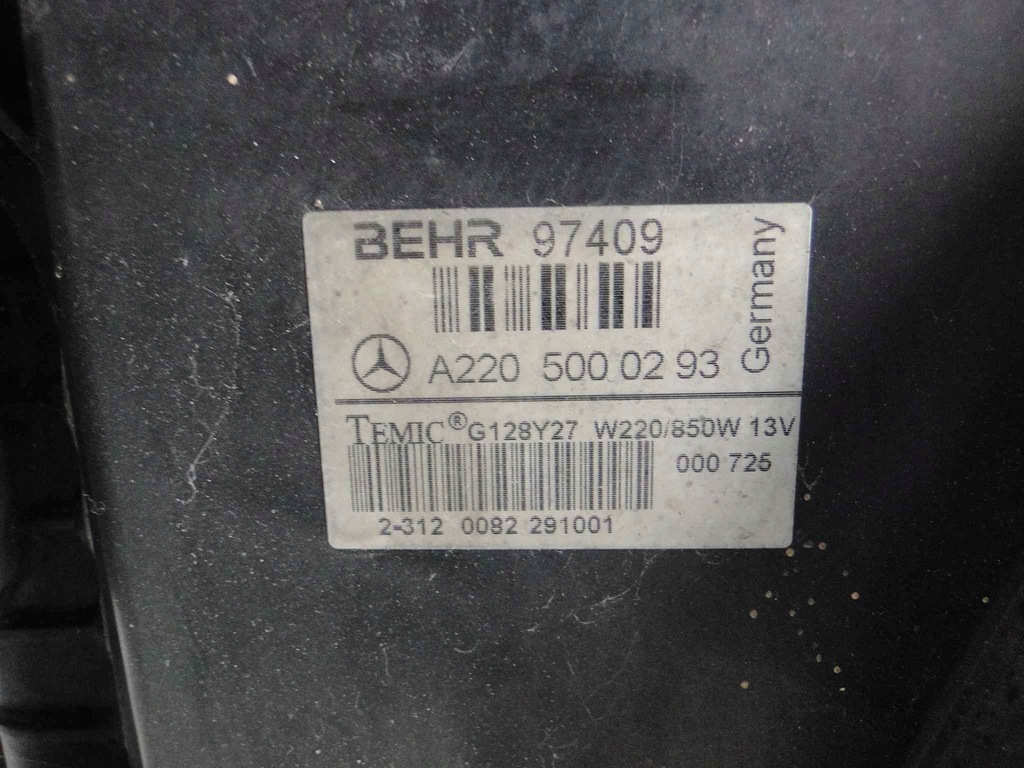 BEHR 97409
Germany
A220 500 02 93
TEMIC® G128Y27 W220/850W 13V
000 725
2-312 0082 291001